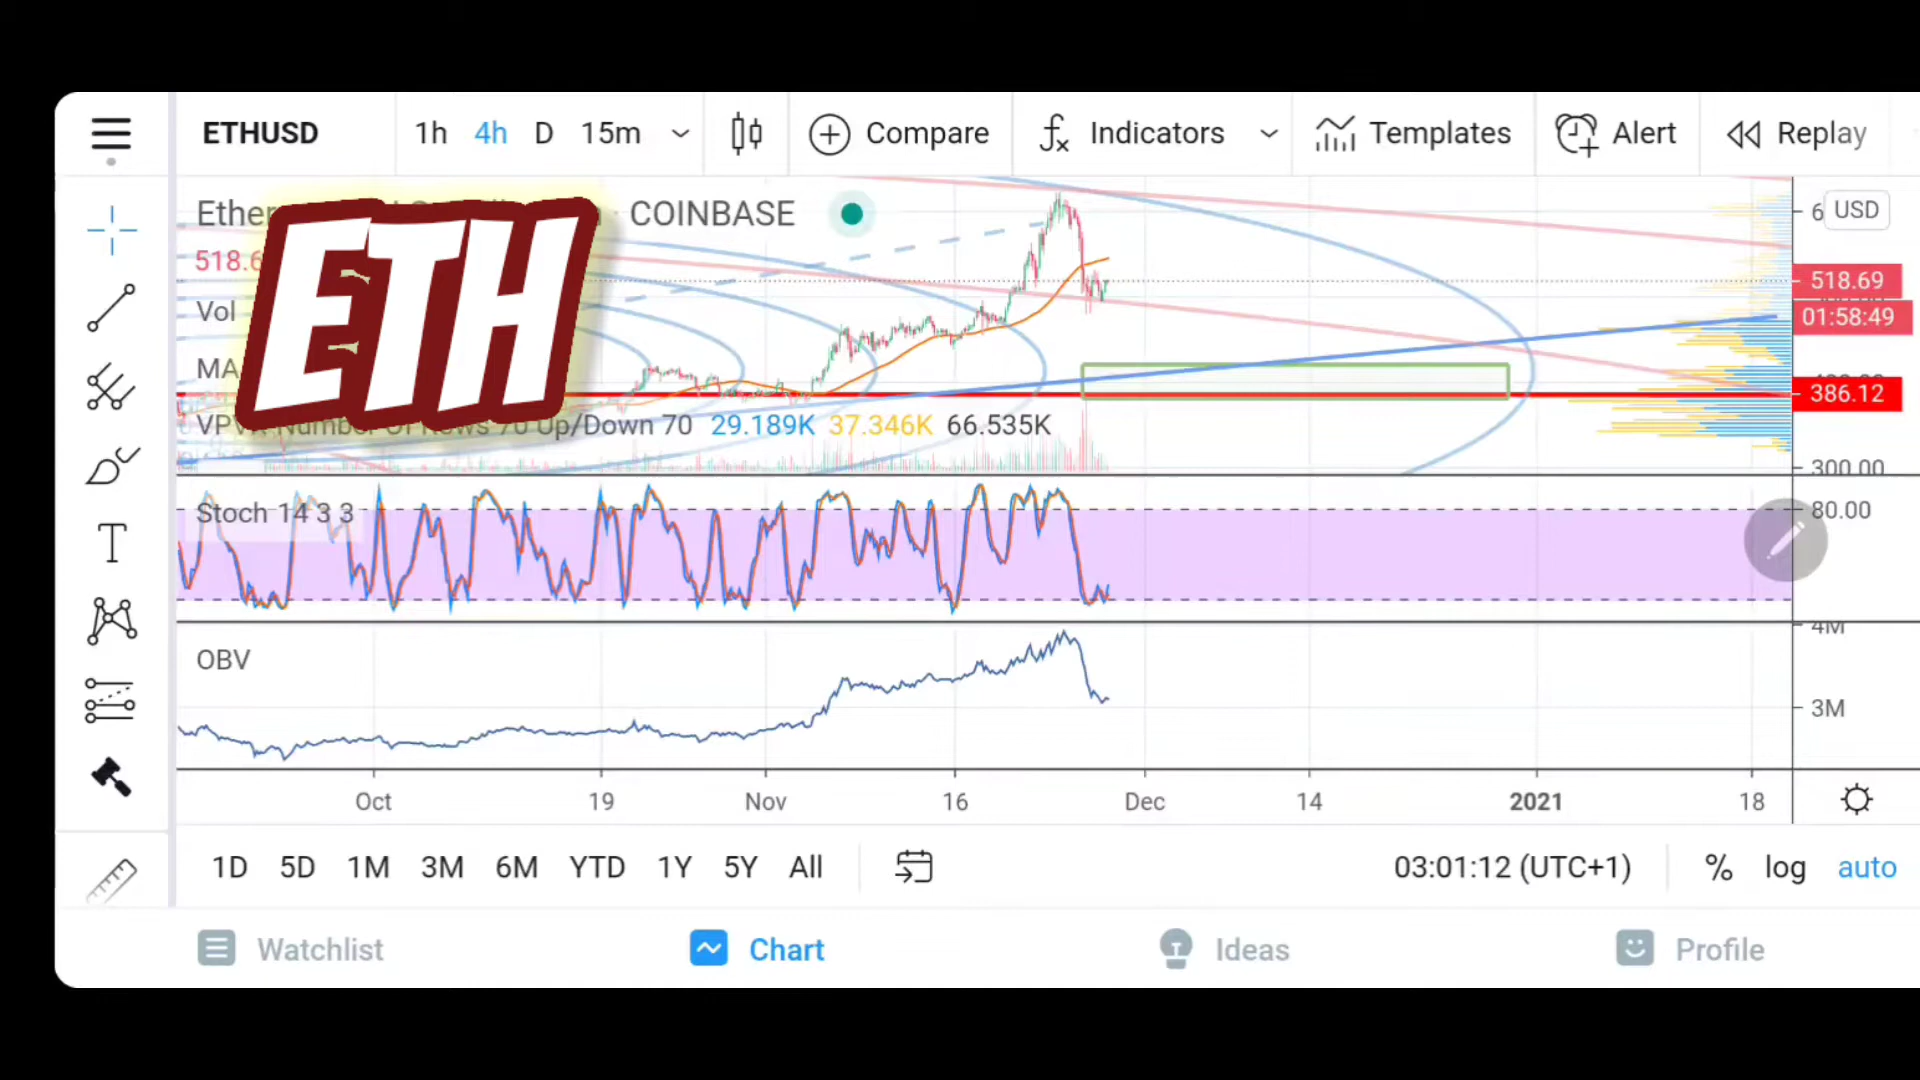 ETHUSD 1h 4h D 15m Compare Indicators Templates Alert Replay
COINBASE
ETH
6 USD
518.69
01:58:49
Vol
MA
386.12
Up/Down 70 29.189K 37.346K 66.535K
300.00
Stoch 14 3 3
80.00
4M
OBV
3M
Oct 19 Nov 16 Dec 14 2021 18
1D 5D 1M 3M 6M YTD 1Y 5Y All 03:01:12 (UTC+1) % log auto
Watchlist Chart Ideas Profile